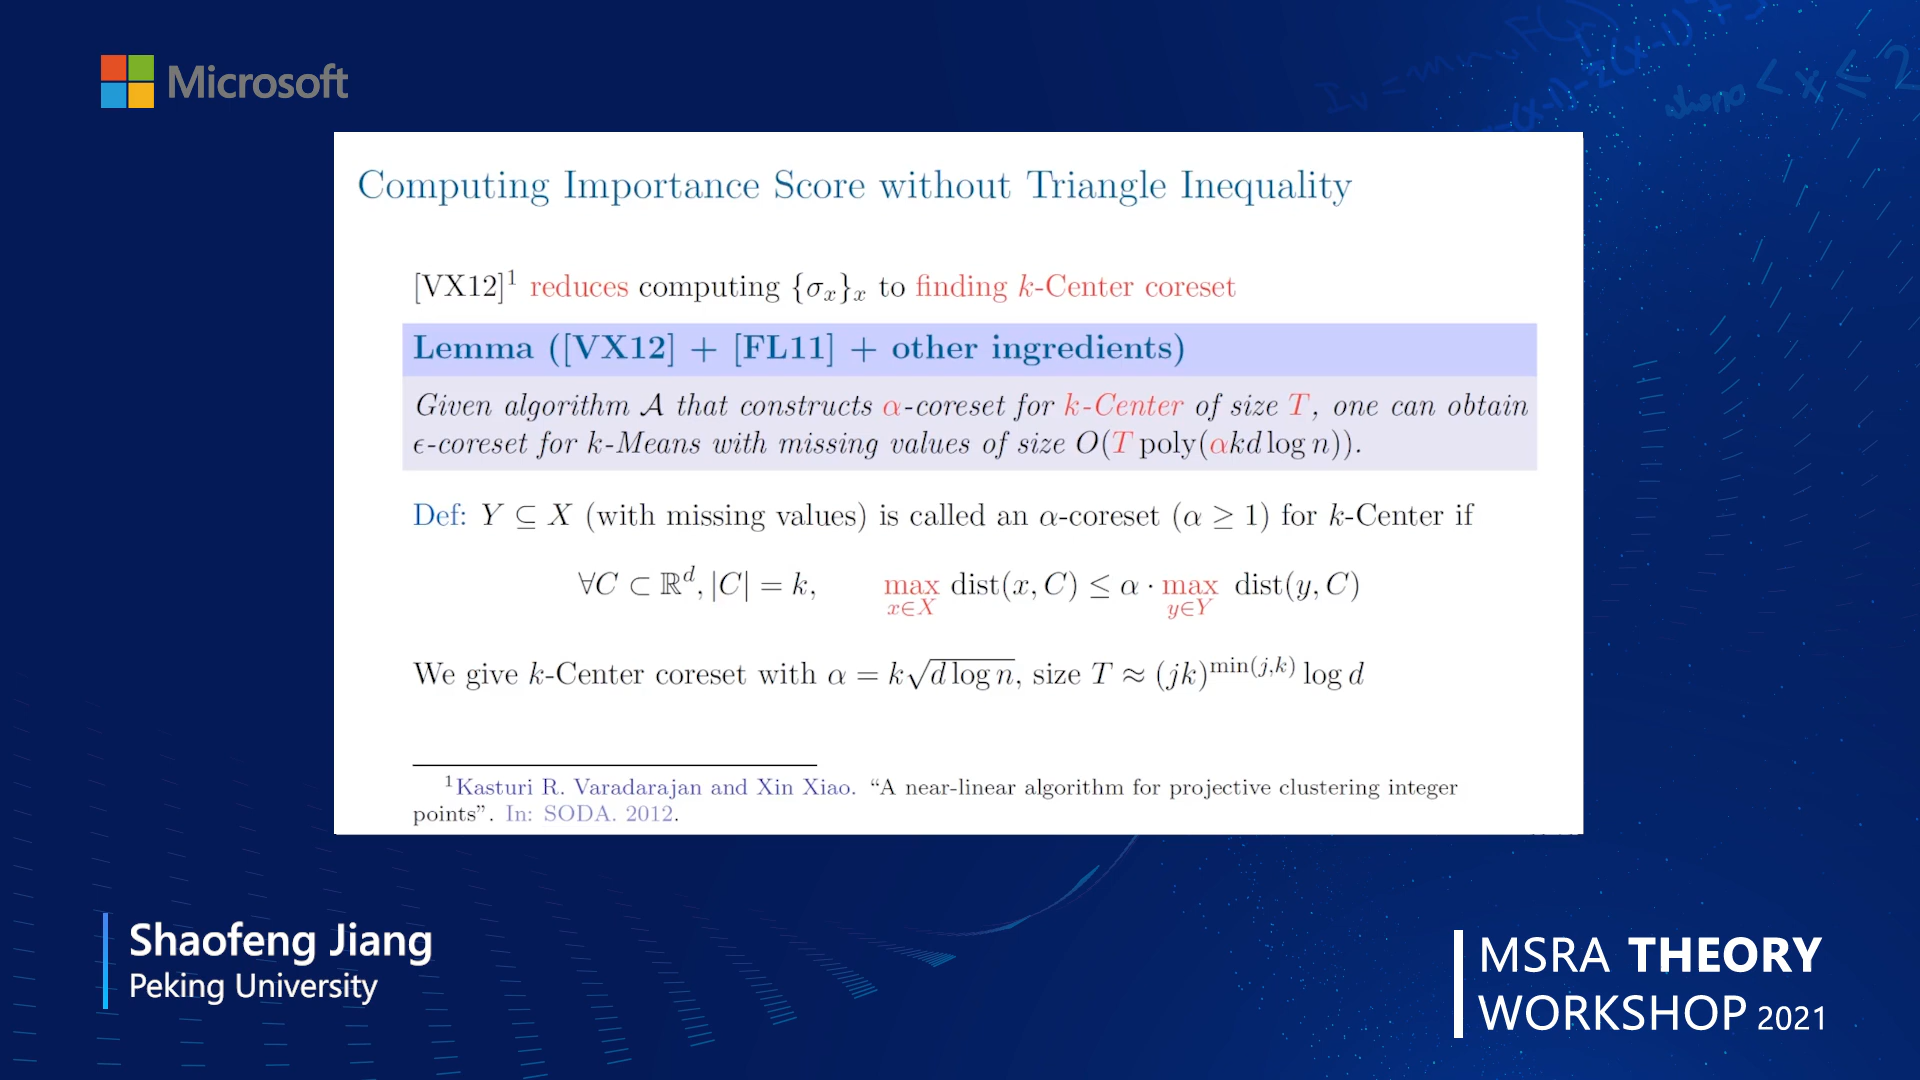 Microsoft
Computing Importance Score without Triangle Inequality
[VX12]¹ reduces computing {σₓ}ₓ to finding k-Center coreset
Lemma ([VX12] + [FL11] + other ingredients)
Given algorithm 𝒜 that constructs α-coreset for k-Center of size T, one can obtain
ϵ-coreset for k-Means with missing values of size O(T poly(αkd log n)).
Def: Y ⊆ X (with missing values) is called an α-coreset (α ≥ 1) for k-Center if
∀C ⊂ ℝᵈ, |C| = k, max_{x∈X} dist(x, C) ≤ α · max_{y∈Y} dist(y, C)
We give k-Center coreset with α = k√(d log n), size T ≈ (jk)^{min(j,k)} log d
¹Kasturi R. Varadarajan and Xin Xiao. “A near-linear algorithm for projective clustering integer
points”. In: SODA. 2012.
Shaofeng Jiang
Peking University
MSRA THEORY
WORKSHOP 2021